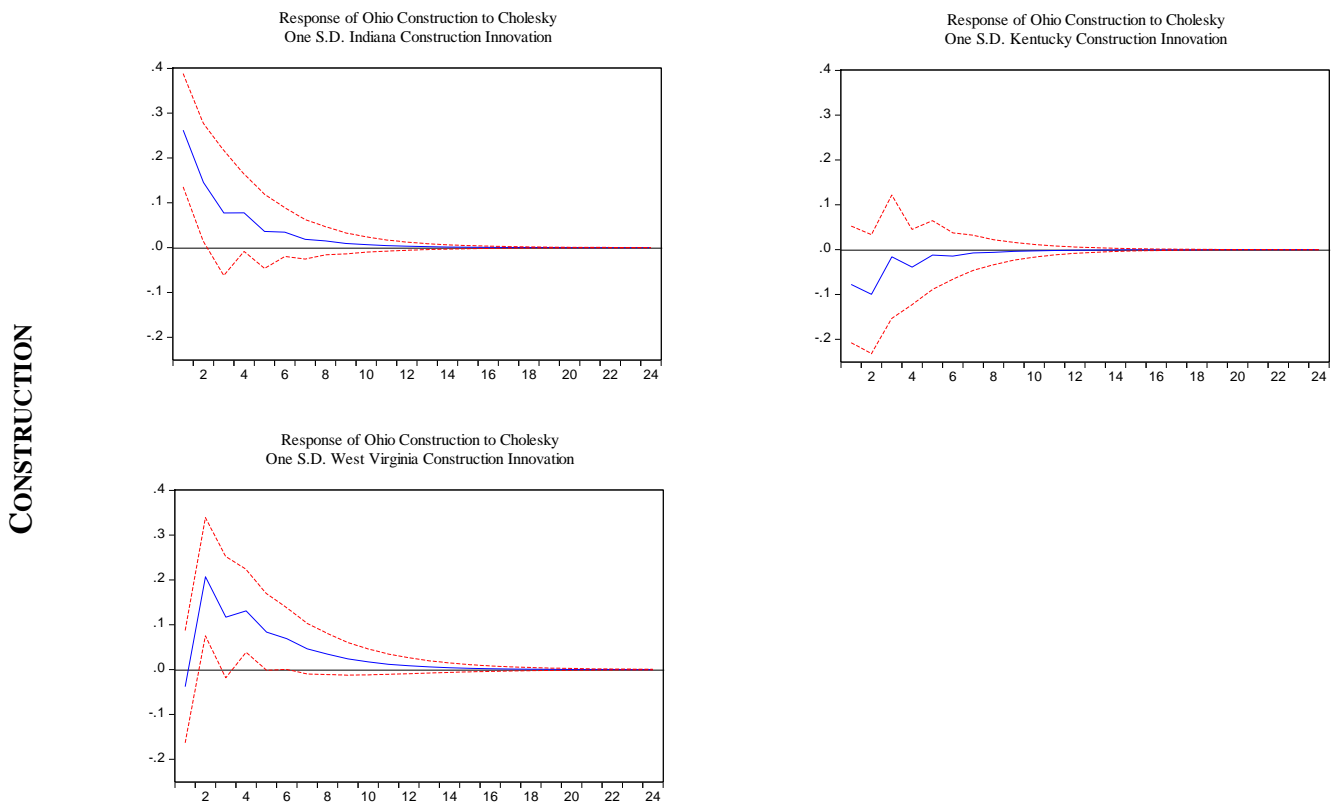 Response of Ohio Construction to Cholesky
One S.D. Indiana Construction Innovation
.4
.3
.2
.1
.0
-.1
-.2
2 4 6 8 10 12 14 16 18 20 22 24
Response of Ohio Construction to Cholesky
One S.D. Kentucky Construction Innovation
.4
.3
.2
.1
.0
-.1
-.2
2 4 6 8 10 12 14 16 18 20 22 24
CONSTRUCTION
Response of Ohio Construction to Cholesky
One S.D. West Virginia Construction Innovation
.4
.3
.2
.1
.0
-.1
-.2
2 4 6 8 10 12 14 16 18 20 22 24